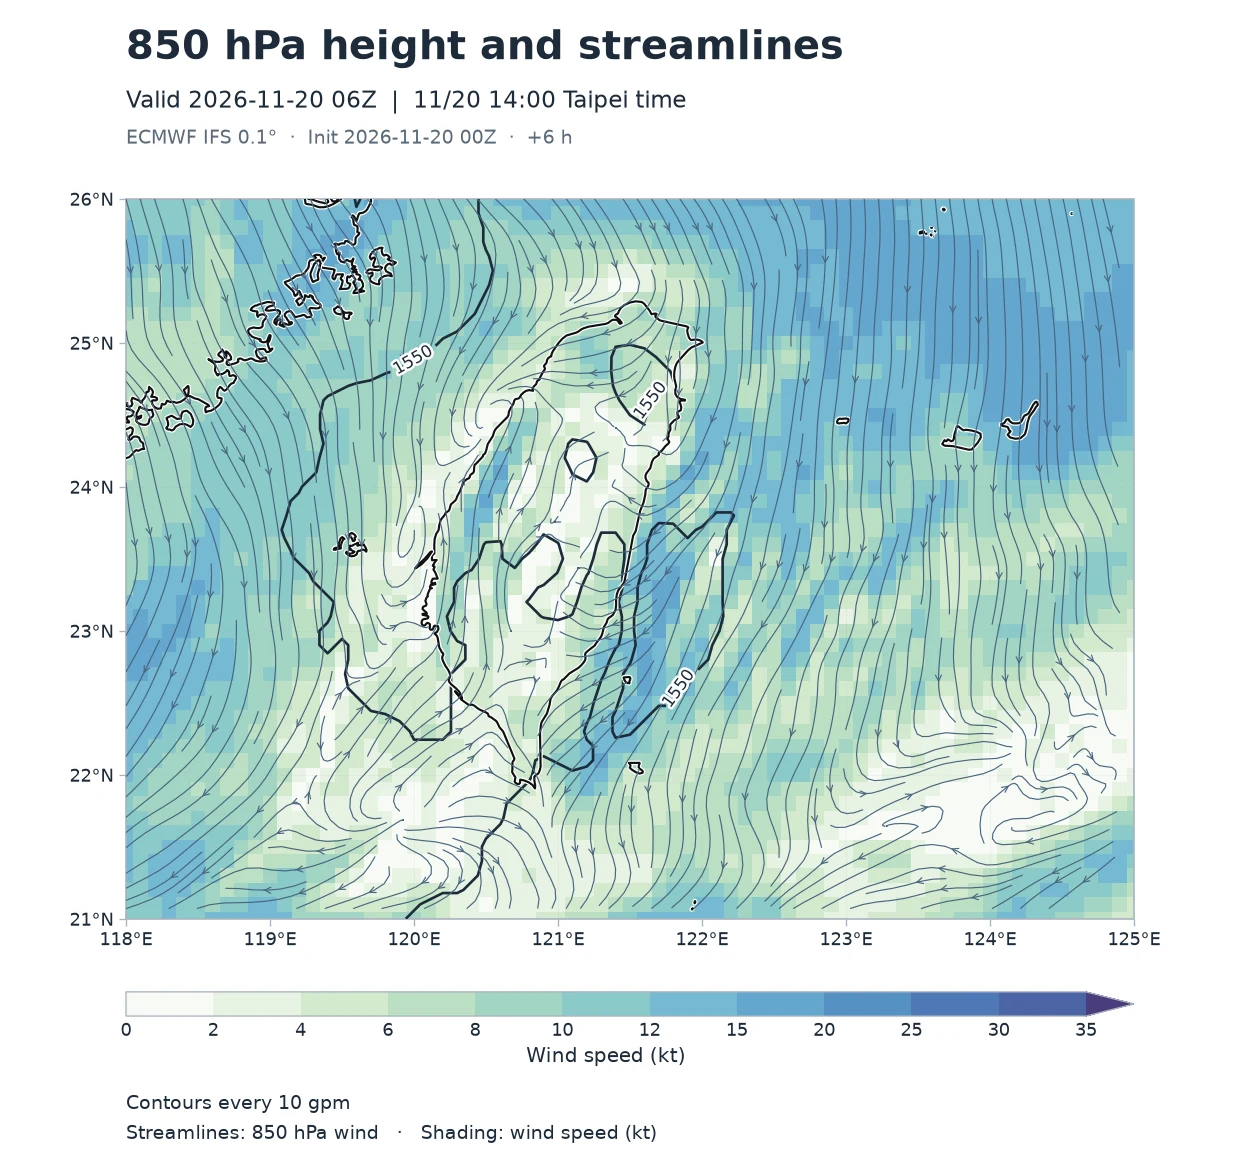 850 hPa height and streamlines
Valid 2026-11-20 06Z | 11/20 14:00 Taipei time
ECMWF IFS 0.1° · Init 2026-11-20 00Z · +6 h
26°N
25°N
1550
1550
24°N
23°N
1550
22°N
21°N
118°E 119°E 120°E 121°E 122°E 123°E 124°E 125°E
0 2 4 6 8 10 12 15 20 25 30 35
Wind speed (kt)
Contours every 10 gpm
Streamlines: 850 hPa wind · Shading: wind speed (kt)